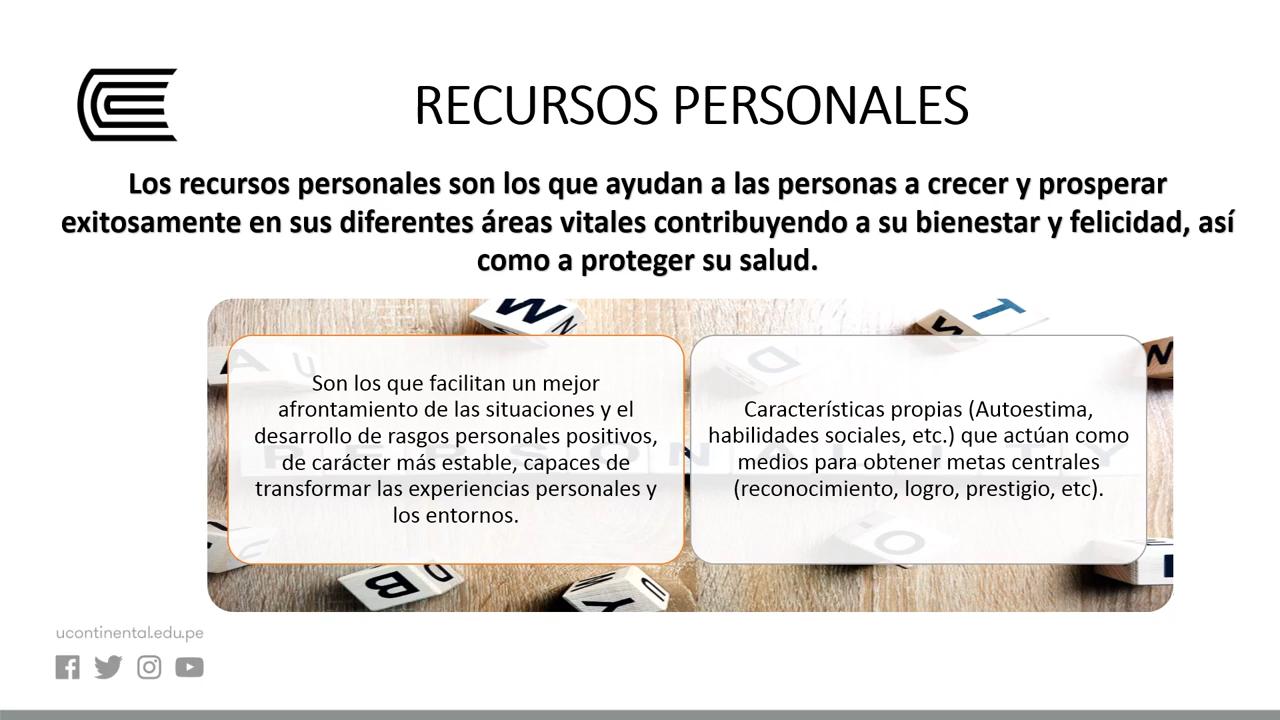 RECURSOS PERSONALES
Los recursos personales son los que ayudan a las personas a crecer y prosperar
exitosamente en sus diferentes áreas vitales contribuyendo a su bienestar y felicidad, así
como a proteger su salud.
Son los que facilitan un mejor
afrontamiento de las situaciones y el
desarrollo de rasgos personales positivos,
de carácter más estable, capaces de
transformar las experiencias personales y
los entornos.
Características propias (Autoestima,
habilidades sociales, etc.) que actúan como
medios para obtener metas centrales
(reconocimiento, logro, prestigio, etc).
PERSONALITY
W
N
T
W
N
A
U
D
O
B
ucontinental.edu.pe